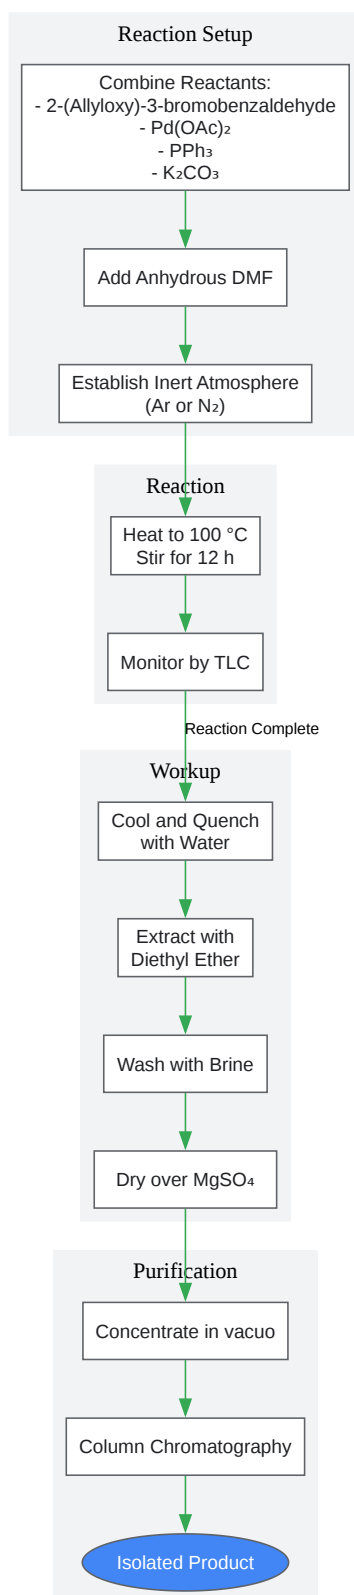 Reaction Setup
Combine Reactants:
- 2-(Allyloxy)-3-bromobenzaldehyde
- Pd(OAc)₂
- PPh₃
- K₂CO₃
Add Anhydrous DMF
Establish Inert Atmosphere
(Ar or N₂)
Reaction
Heat to 100 °C
Stir for 12 h
Monitor by TLC
Reaction Complete
Workup
Cool and Quench
with Water
Extract with
Diethyl Ether
Wash with Brine
Dry over MgSO₄
Purification
Concentrate in vacuo
Column Chromatography
Isolated Product